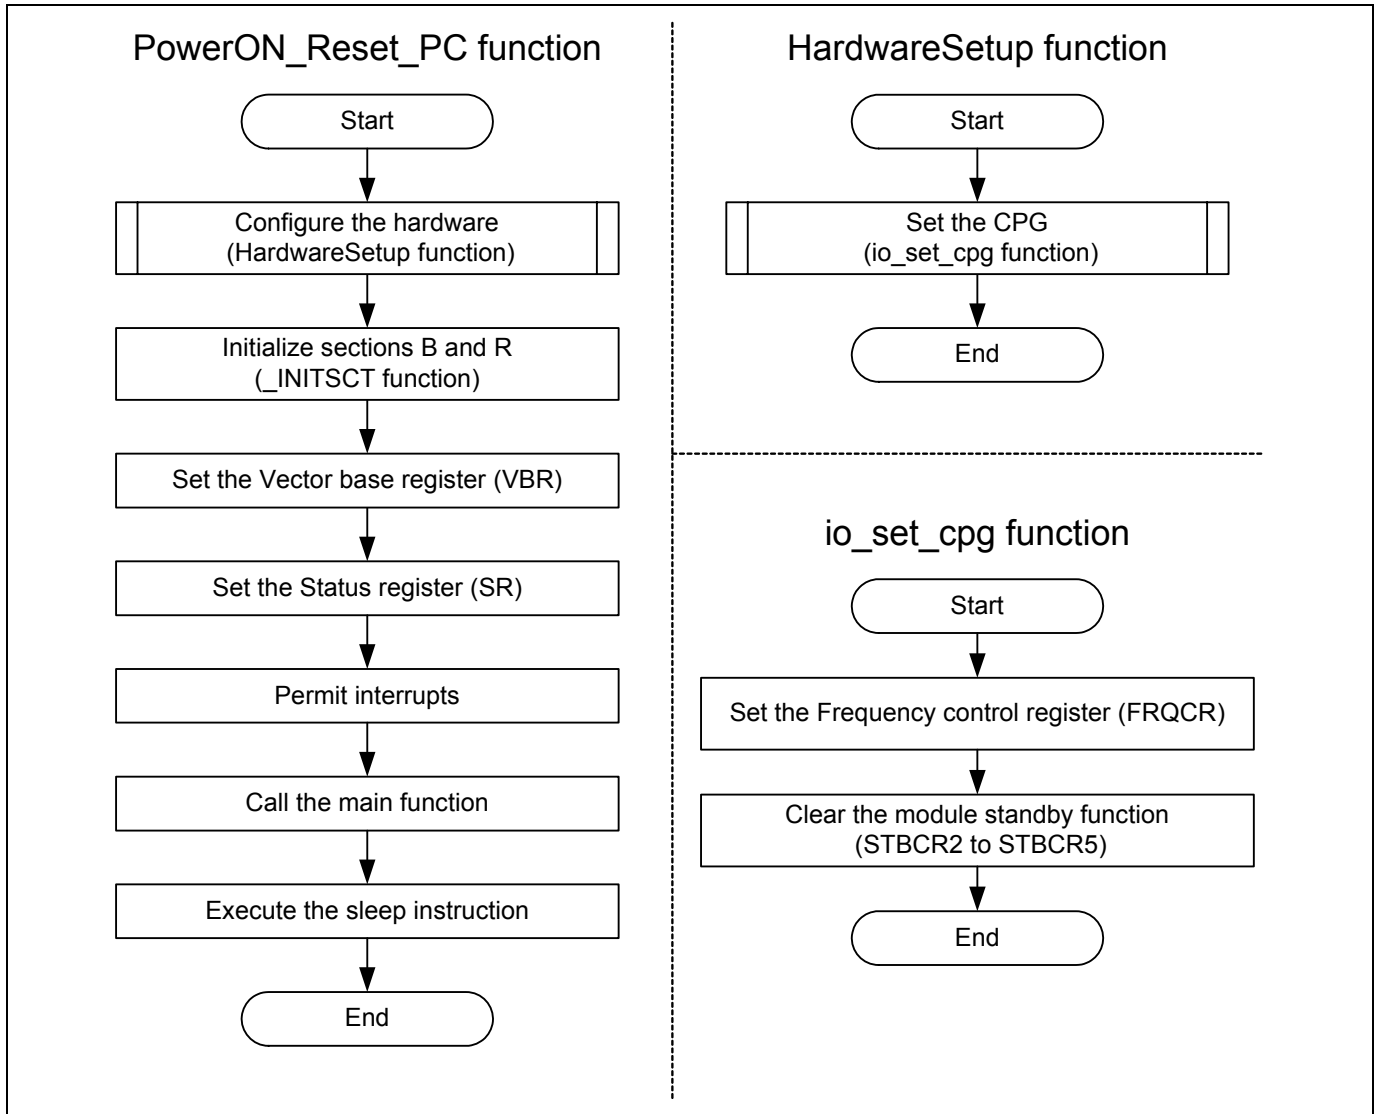 PowerON_Reset_PC function
Start
Configure the hardware
(HardwareSetup function)
Initialize sections B and R
(_INITSCT function)
Set the Vector base register (VBR)
Set the Status register (SR)
Permit interrupts
Call the main function
Execute the sleep instruction
End
HardwareSetup function
Start
Set the CPG
(io_set_cpg function)
End
io_set_cpg function
Start
Set the Frequency control register (FRQCR)
Clear the module standby function
(STBCR2 to STBCR5)
End